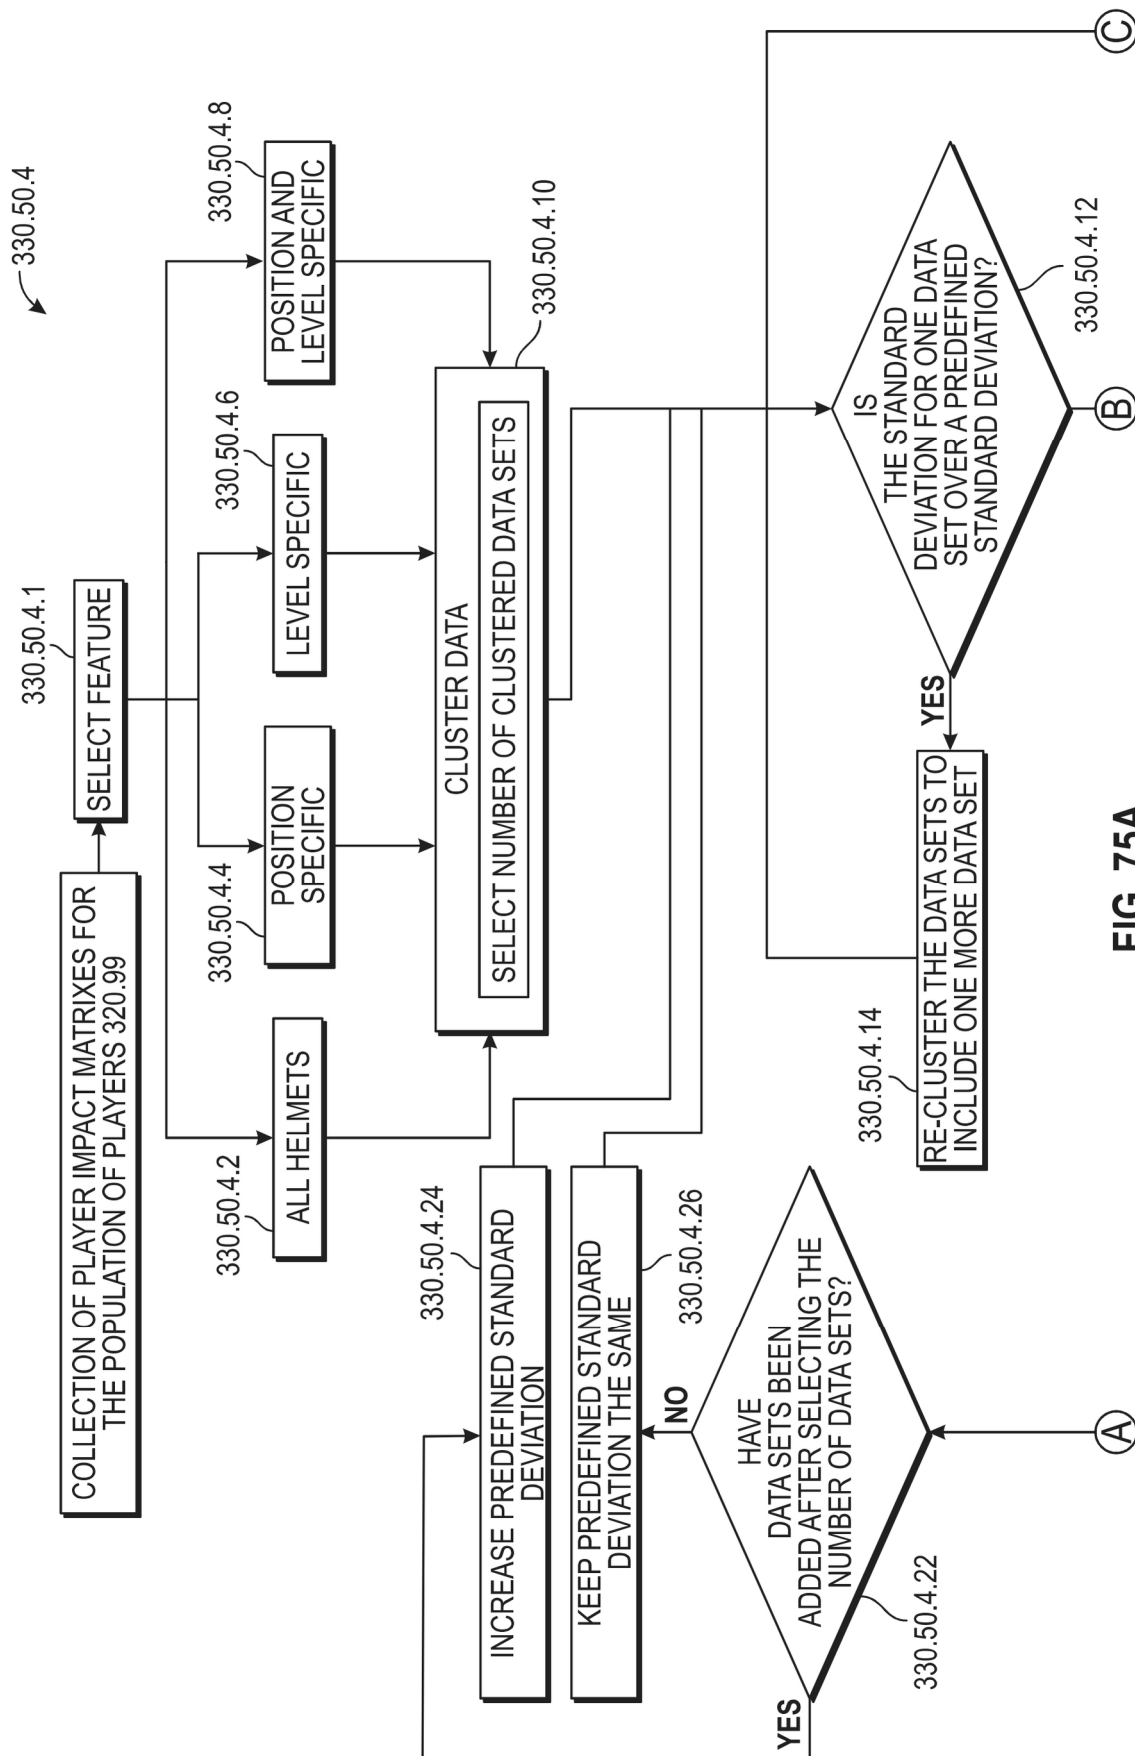 330.50.4
COLLECTION OF PLAYER IMPACT MATRIXES FOR
THE POPULATION OF PLAYERS 320.99
330.50.4.1
SELECT FEATURE
330.50.4.2
ALL HELMETS
330.50.4.4
POSITION
SPECIFIC
330.50.4.6
LEVEL SPECIFIC
330.50.4.8
POSITION AND
LEVEL SPECIFIC
CLUSTER DATA
SELECT NUMBER OF CLUSTERED DATA SETS
330.50.4.10
INCREASE PREDEFINED STANDARD
DEVIATION
330.50.4.24
KEEP PREDEFINED STANDARD
DEVIATION THE SAME
330.50.4.26
NO
HAVE
DATA SETS BEEN
ADDED AFTER SELECTING THE
NUMBER OF DATA SETS?
330.50.4.22
YES
A
330.50.4.14
RE-CLUSTER THE DATA SETS TO
INCLUDE ONE MORE DATA SET
YES
IS
THE STANDARD
DEVIATION FOR ONE DATA
SET OVER A PREDEFINED
STANDARD DEVIATION?
330.50.4.12
B
C
FIG. 75A